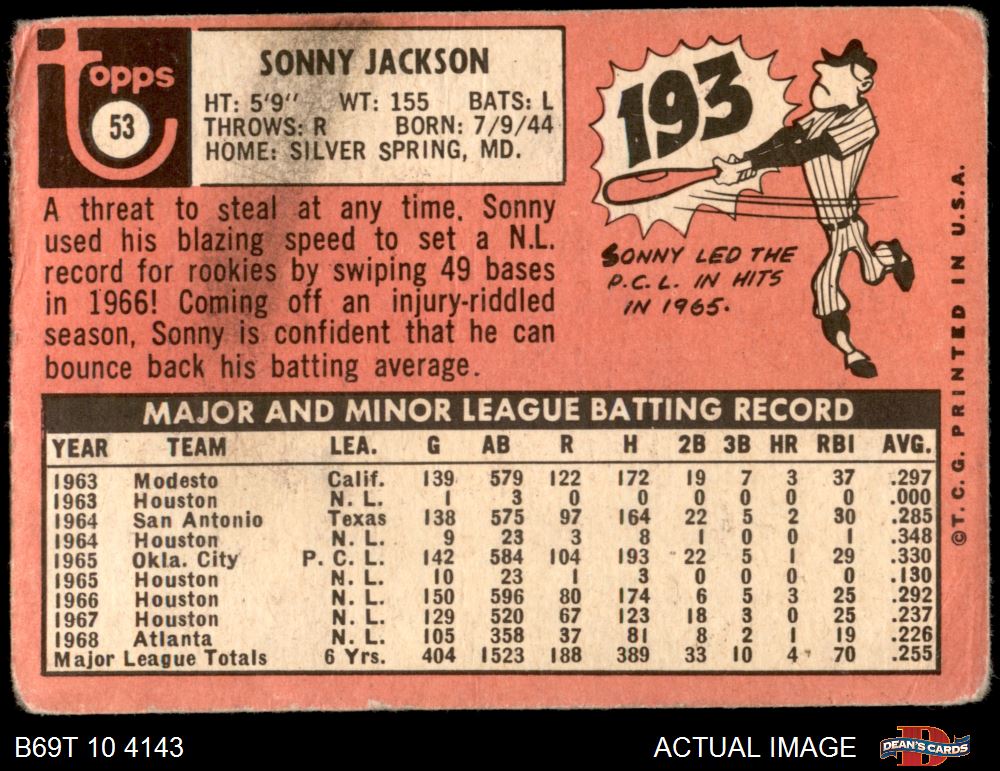 Topps
53
SONNY JACKSON
HT: 5'9" WT: 155 BATS: L
THROWS: R BORN: 7/9/44
HOME: SILVER SPRING, MD.
A threat to steal at any time, Sonny
used his blazing speed to set a N.L.
record for rookies by swiping 49 bases
in 1966! Coming off an injury-riddled
season, Sonny is confident that he can
bounce back his batting average.
193
SONNY LED THE
P.C.L. IN HITS
IN 1965.
MAJOR AND MINOR LEAGUE BATTING RECORD
YEAR TEAM LEA. G AB R H 2B 3B HR RBI AVG.
1963 Modesto Calif. 139 579 122 172 19 7 3 37 .297
1963 Houston N. L. 1 3 0 0 0 0 0 0 .000
1964 San Antonio Texas 138 575 97 164 22 5 2 30 .285
1964 Houston N. L. 9 23 3 8 1 0 0 1 .348
1965 Okla. City P. C. L. 142 584 104 193 22 5 1 29 .330
1965 Houston N. L. 10 23 1 3 0 0 0 0 .130
1966 Houston N. L. 150 596 80 174 6 5 3 25 .292
1967 Houston N. L. 129 520 67 123 18 3 0 25 .237
1968 Atlanta N. L. 105 358 37 81 8 2 1 19 .226
Major League Totals 6 Yrs. 404 1523 188 389 33 10 4 70 .255
©T. C. G. PRINTED IN U.S.A.
B69T 10 4143
ACTUAL IMAGE
DEAN'S CARDS